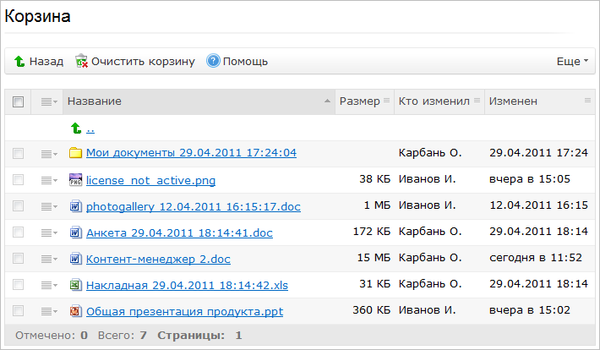 Корзина
Назад Очистить корзину Помощь Еще
Название Размер Кто изменил Изменен
..
Мои документы 29.04.2011 17:24:04 Карбань О. 29.04.2011 17:24
license_not_active.png 38 КБ Иванов И. вчера в 15:05
photogallery 12.04.2011 16:15:17.doc 1 МБ Иванов И. 12.04.2011 16:15
Анкета 29.04.2011 18:14:41.doc 172 КБ Карбань О. 29.04.2011 18:14
Контент-менеджер 2.doc 15 МБ Карбань О. сегодня в 11:52
Накладная 29.04.2011 18:14:42.xls 31 КБ Карбань О. 29.04.2011 18:14
Общая презентация продукта.ppt 360 КБ Иванов И. вчера в 15:02
Отмечено: 0 Всего: 7 Страницы: 1